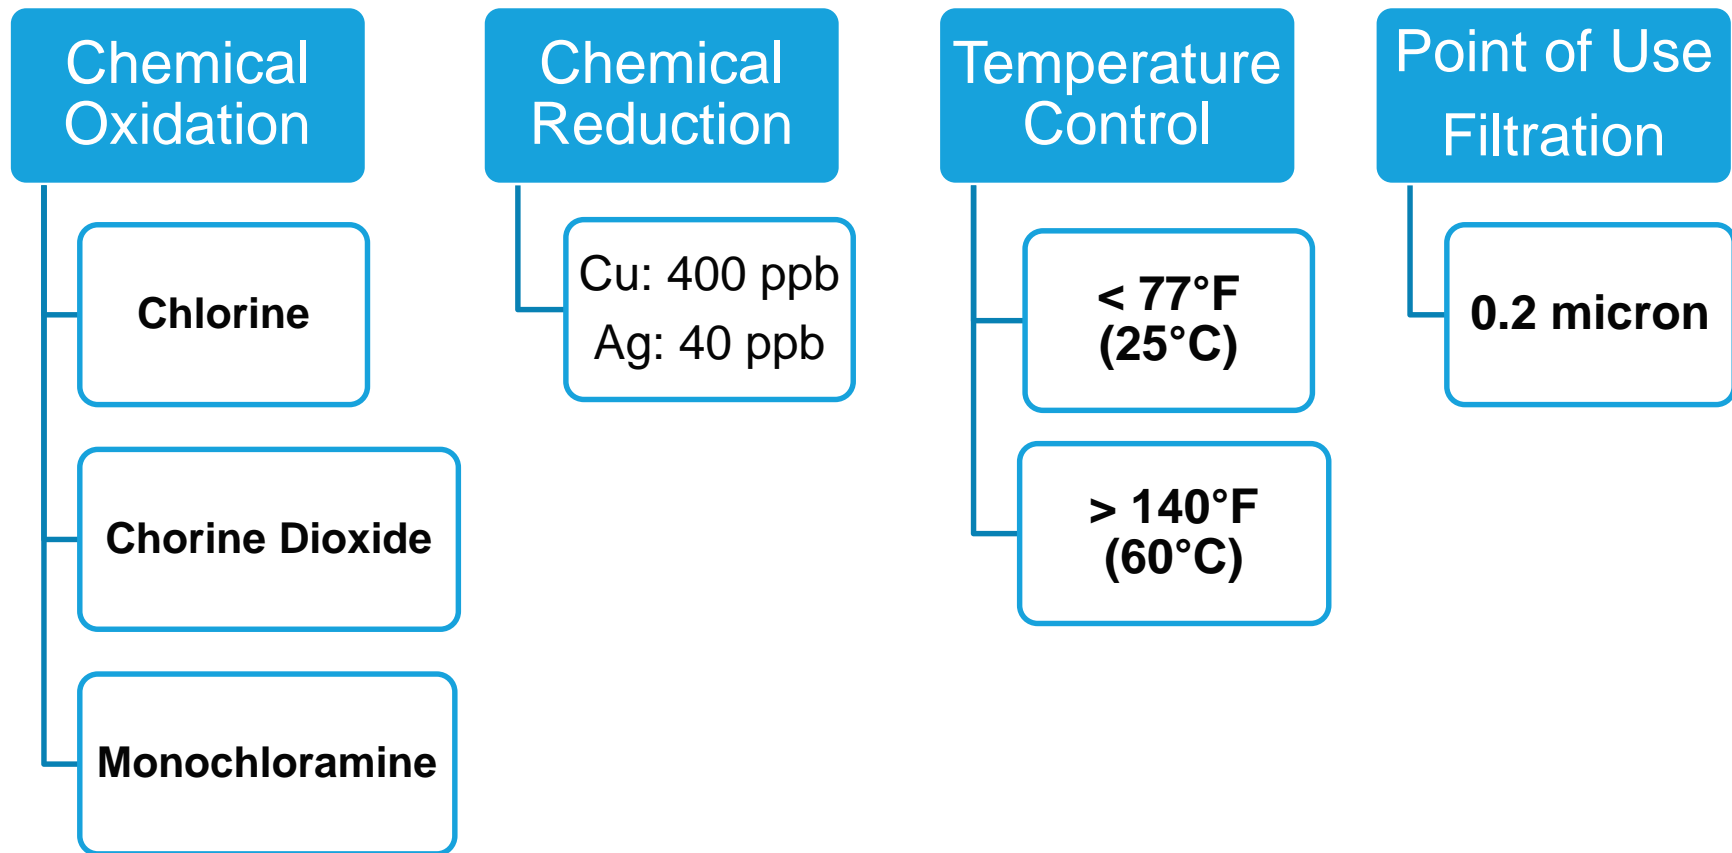 Chemical
Oxidation
Chlorine
Chorine Dioxide
Monochloramine
Chemical
Reduction
Cu: 400 ppb
Ag: 40 ppb
Temperature
Control
< 77°F
(25°C)
> 140°F
(60°C)
Point of Use
Filtration
0.2 micron